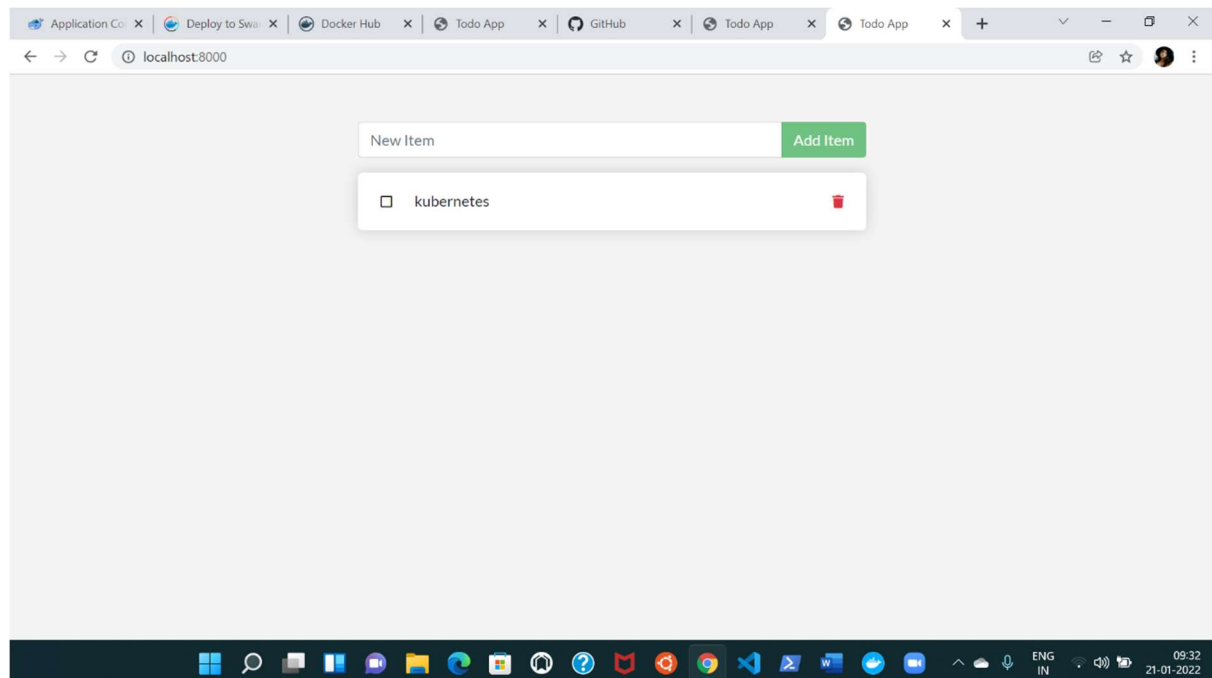 Application Co Deploy to Swa Docker Hub Todo App GitHub Todo App Todo App
localhost:8000
New Item Add Item
kubernetes
ENG 09:32
IN 21-01-2022